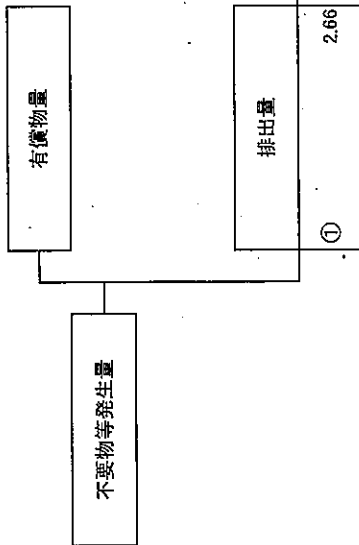 不要物等発生量
有償物量
排出量
① 2.66